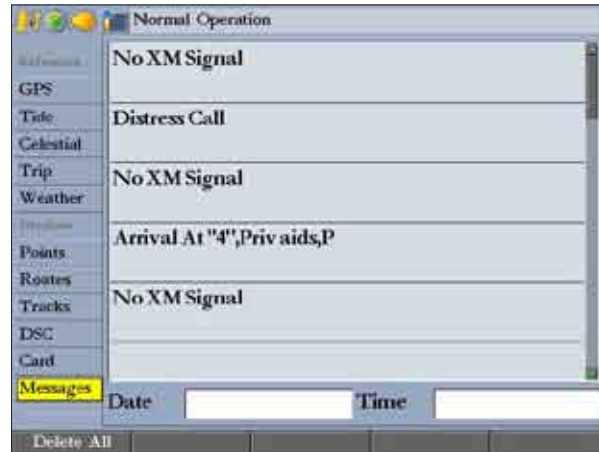 Normal Operation
No XM Signal
GPS
Tide
Distress Call
Celestial
Trip
No XM Signal
Weather
Points
Arrival At "4",Priv aids,P
Routes
Tracks
No XM Signal
DSC
Card
Messages
Date
Time
Delete All